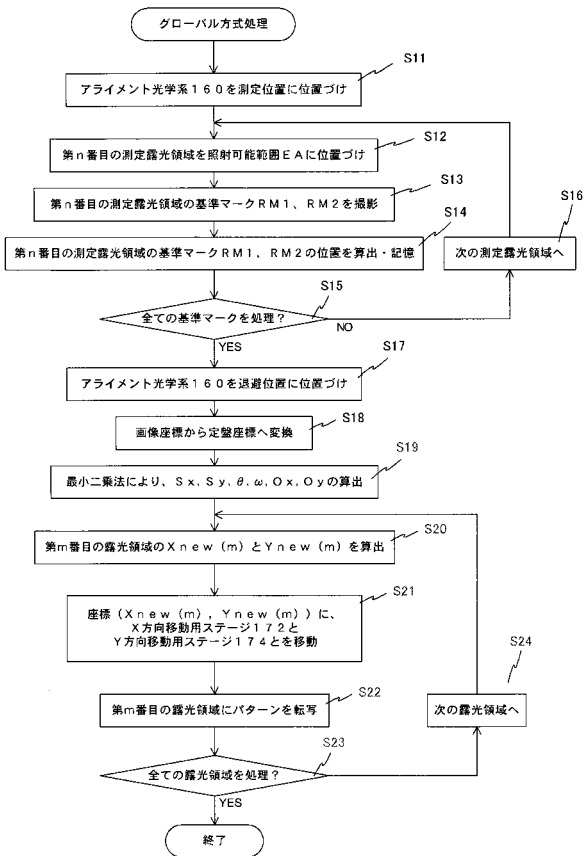 グローバル方式処理
S11
アライメント光学系160を測定位置に位置づけ
S12
第n番目の測定露光領域を照射可能範囲EAに位置づけ
S13
第n番目の測定露光領域の基準マークRM1、RM2を撮影
S14
第n番目の測定露光領域の基準マークRM1、RM2の位置を算出・記憶
S16
次の測定露光領域へ
S15
全ての基準マークを処理？
NO
YES
S17
アライメント光学系160を退避位置に位置づけ
S18
画像座標から定盤座標へ変換
S19
最小二乗法により、Sx,Sy,θ,ω,Ox,Oyの算出
S20
第m番目の露光領域のXnew(m)とYnew(m)を算出
S21
座標(Xnew(m),Ynew(m))に、
X方向移動用ステージ172と
Y方向移動用ステージ174とを移動
S24
次の露光領域へ
S22
第m番目の露光領域にパターンを転写
S23
全ての露光領域を処理？
YES
終了